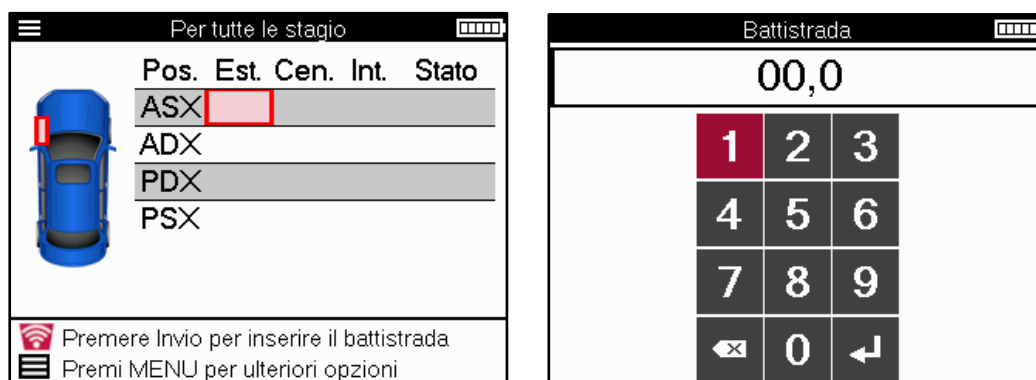 Per tutte le stagio
Pos. Est. Cen. Int. Stato
ASX
ADX
PDX
PSX
Premere Invio per inserire il battistrada
Premi MENU per ulteriori opzioni
Battistrada
00,0
1 2 3
4 5 6
7 8 9
0